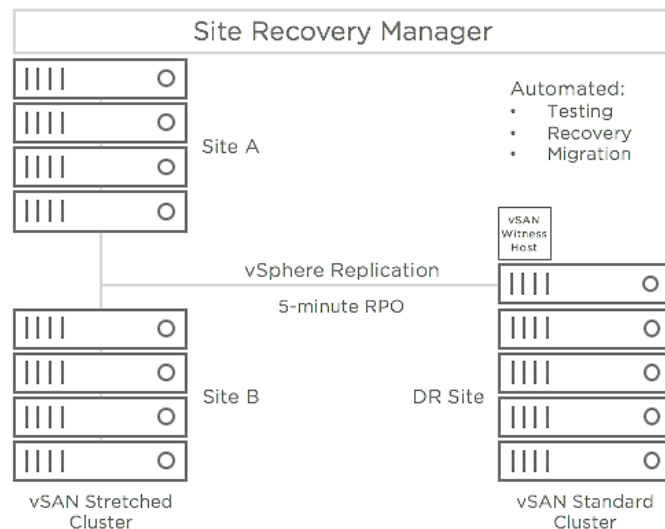 Site Recovery Manager
Site A
Automated:
• Testing
• Recovery
• Migration
vSAN
Witness
Host
vSphere Replication
5-minute RPO
Site B
DR Site
vSAN Stretched
Cluster
vSAN Standard
Cluster